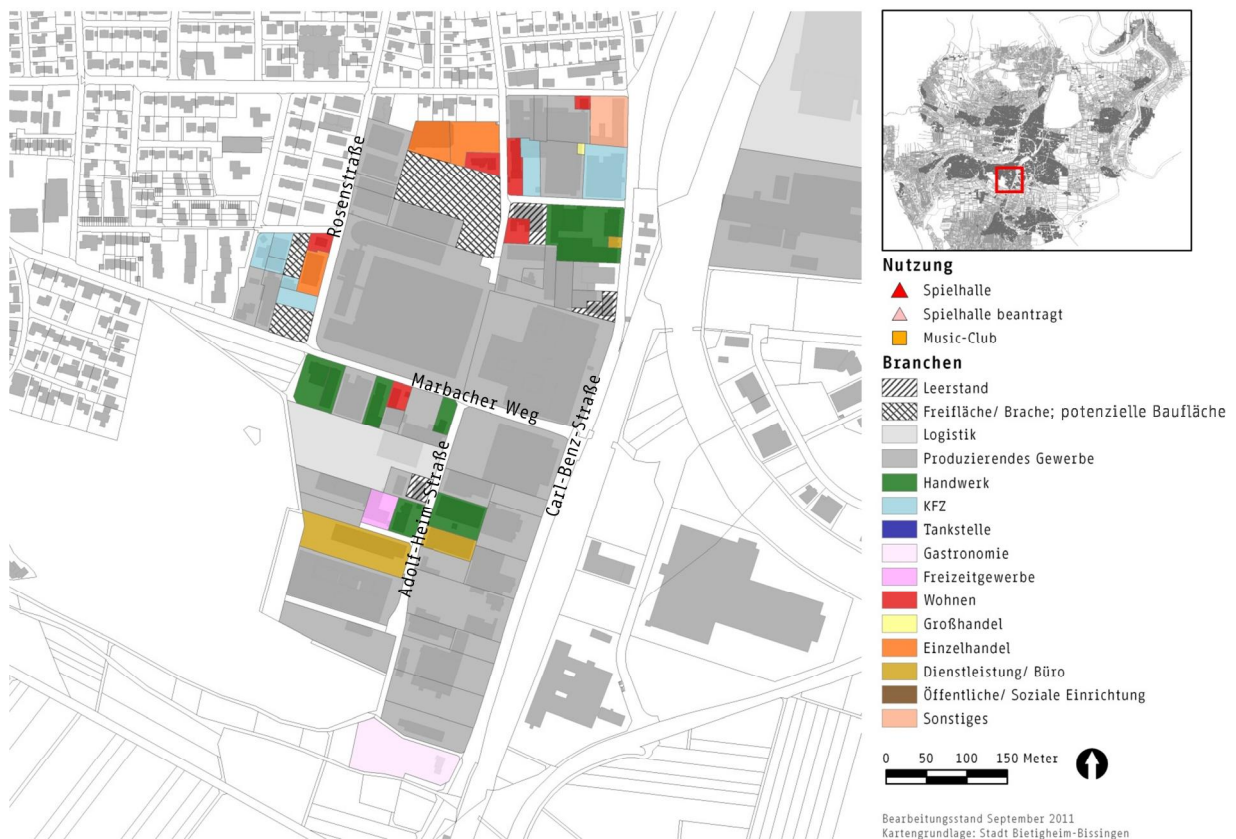 Rosenstraße
Marbacher Weg
Carl-Benz-Straße
Adolf-Heim-Straße
Nutzung
Spielhalle
Spielhalle beantragt
Music-Club
Branchen
Leerstand
Freifläche/ Brache; potenzielle Baufläche
Logistik
Produzierendes Gewerbe
Handwerk
KFZ
Tankstelle
Gastronomie
Freizeitgewerbe
Wohnen
Großhandel
Einzelhandel
Dienstleistung/ Büro
Öffentliche/ Soziale Einrichtung
Sonstiges
0 50 100 150 Meter
Bearbeitungsstand September 2011
Kartengrundlage: Stadt Bietigheim-Bissingen